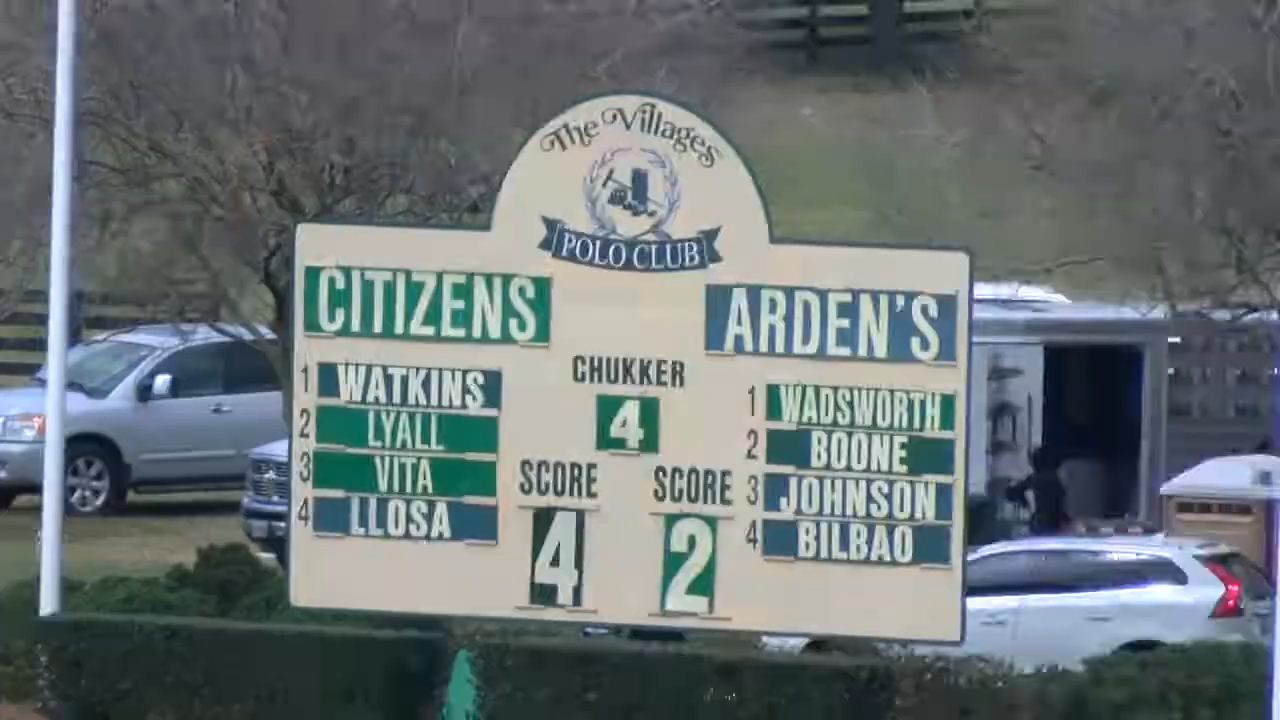 The Villages
POLO CLUB
CITIZENS
ARDEN'S
CHUKKER
4
1 WATKINS
2 LYALL
3 VITA
4 LLOSA
SCORE
4
SCORE
2
1 WADSWORTH
2 BOONE
3 JOHNSON
4 BILBAO